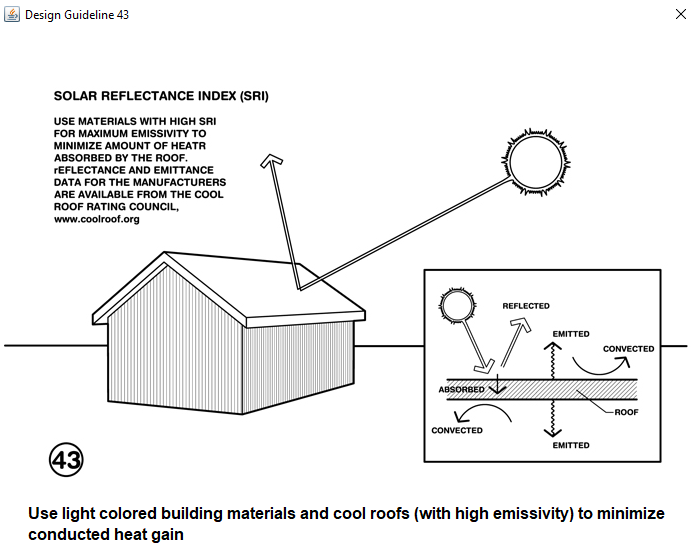 Design Guideline 43
SOLAR REFLECTANCE INDEX (SRI)
USE MATERIALS WITH HIGH SRI
FOR MAXIMUM EMISSIVITY TO
MINIMIZE AMOUNT OF HEATR
ABSORBED BY THE ROOF.
rEFLECTANCE AND EMITTANCE
DATA FOR THE MANUFACTURERS
ARE AVAILABLE FROM THE COOL
ROOF RATING COUNCIL,
www.coolroof.org
REFLECTED
EMITTED
CONVECTED
ABSORBED
ROOF
CONVECTED
EMITTED
43
Use light colored building materials and cool roofs (with high emissivity) to minimize
conducted heat gain